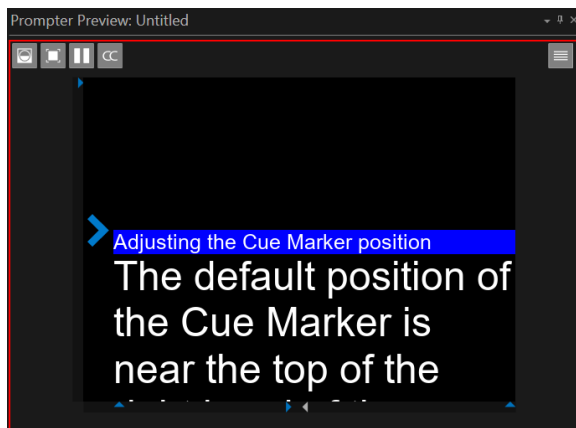 Prompter Preview: Untitled
CC
Adjusting the Cue Marker position
The default position of
the Cue Marker is
near the top of the